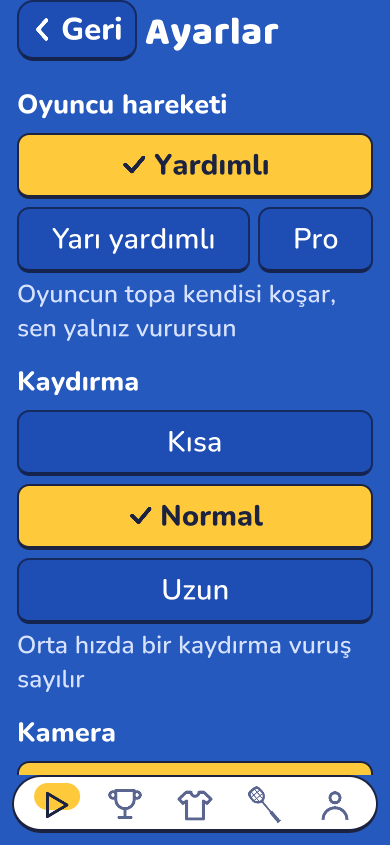 Geri
Ayarlar
Oyuncu hareketi
Yardımlı
Yarı yardımlı
Pro
Oyuncun topa kendisi koşar,
sen yalnız vurursun
Kaydırma
Kısa
Normal
Uzun
Orta hızda bir kaydırma vuruş
sayılır
Kamera